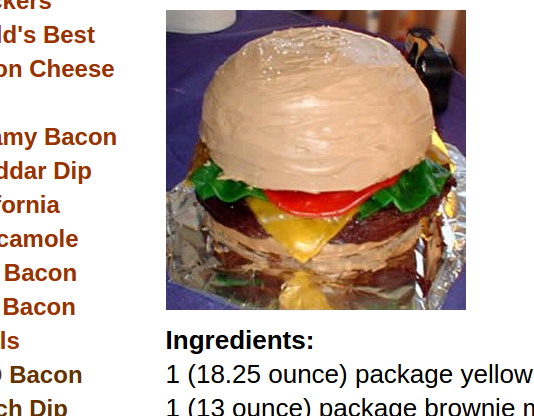 ckers
ld's Best
on Cheese
amy Bacon
ddar Dip
fornia
camole
Bacon
Bacon
ls
Bacon
ch Dip
Ingredients:
1 (18.25 ounce) package yellow
1 (13 ounce) package brownie m